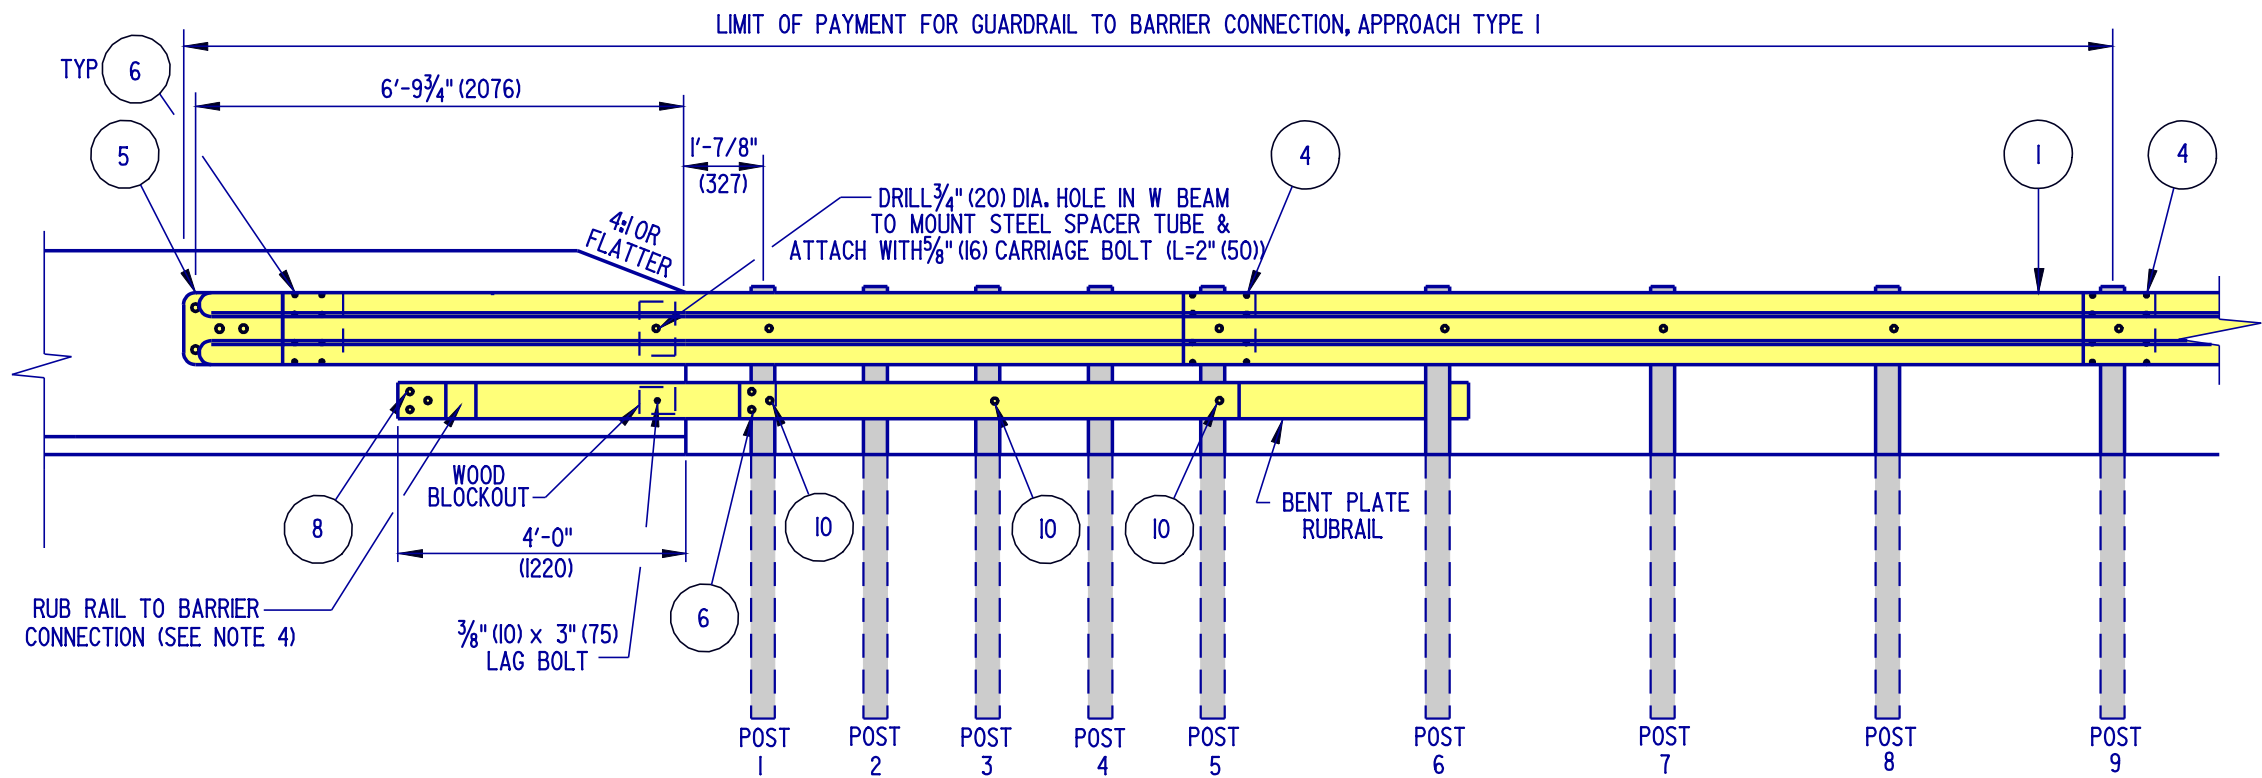 LIMIT OF PAYMENT FOR GUARDRAIL TO BARRIER CONNECTION, APPROACH TYPE I
TYP 6
6'-9¾" (2076)
5
1'-7/8"
(327)
4
1
4
4:1 OR
FLATTER
DRILL ¾" (20) DIA. HOLE IN W BEAM
TO MOUNT STEEL SPACER TUBE &
ATTACH WITH ⅝" (16) CARRIAGE BOLT (L=2" (50))
WOOD
BLOCKOUT
8
4'-0"
(1220)
10
10
10
BENT PLATE
RUBRAIL
RUB RAIL TO BARRIER
CONNECTION (SEE NOTE 4)
6
⅜" (10) x 3" (75)
LAG BOLT
POST
1
POST
2
POST
3
POST
4
POST
5
POST
6
POST
7
POST
8
POST
9